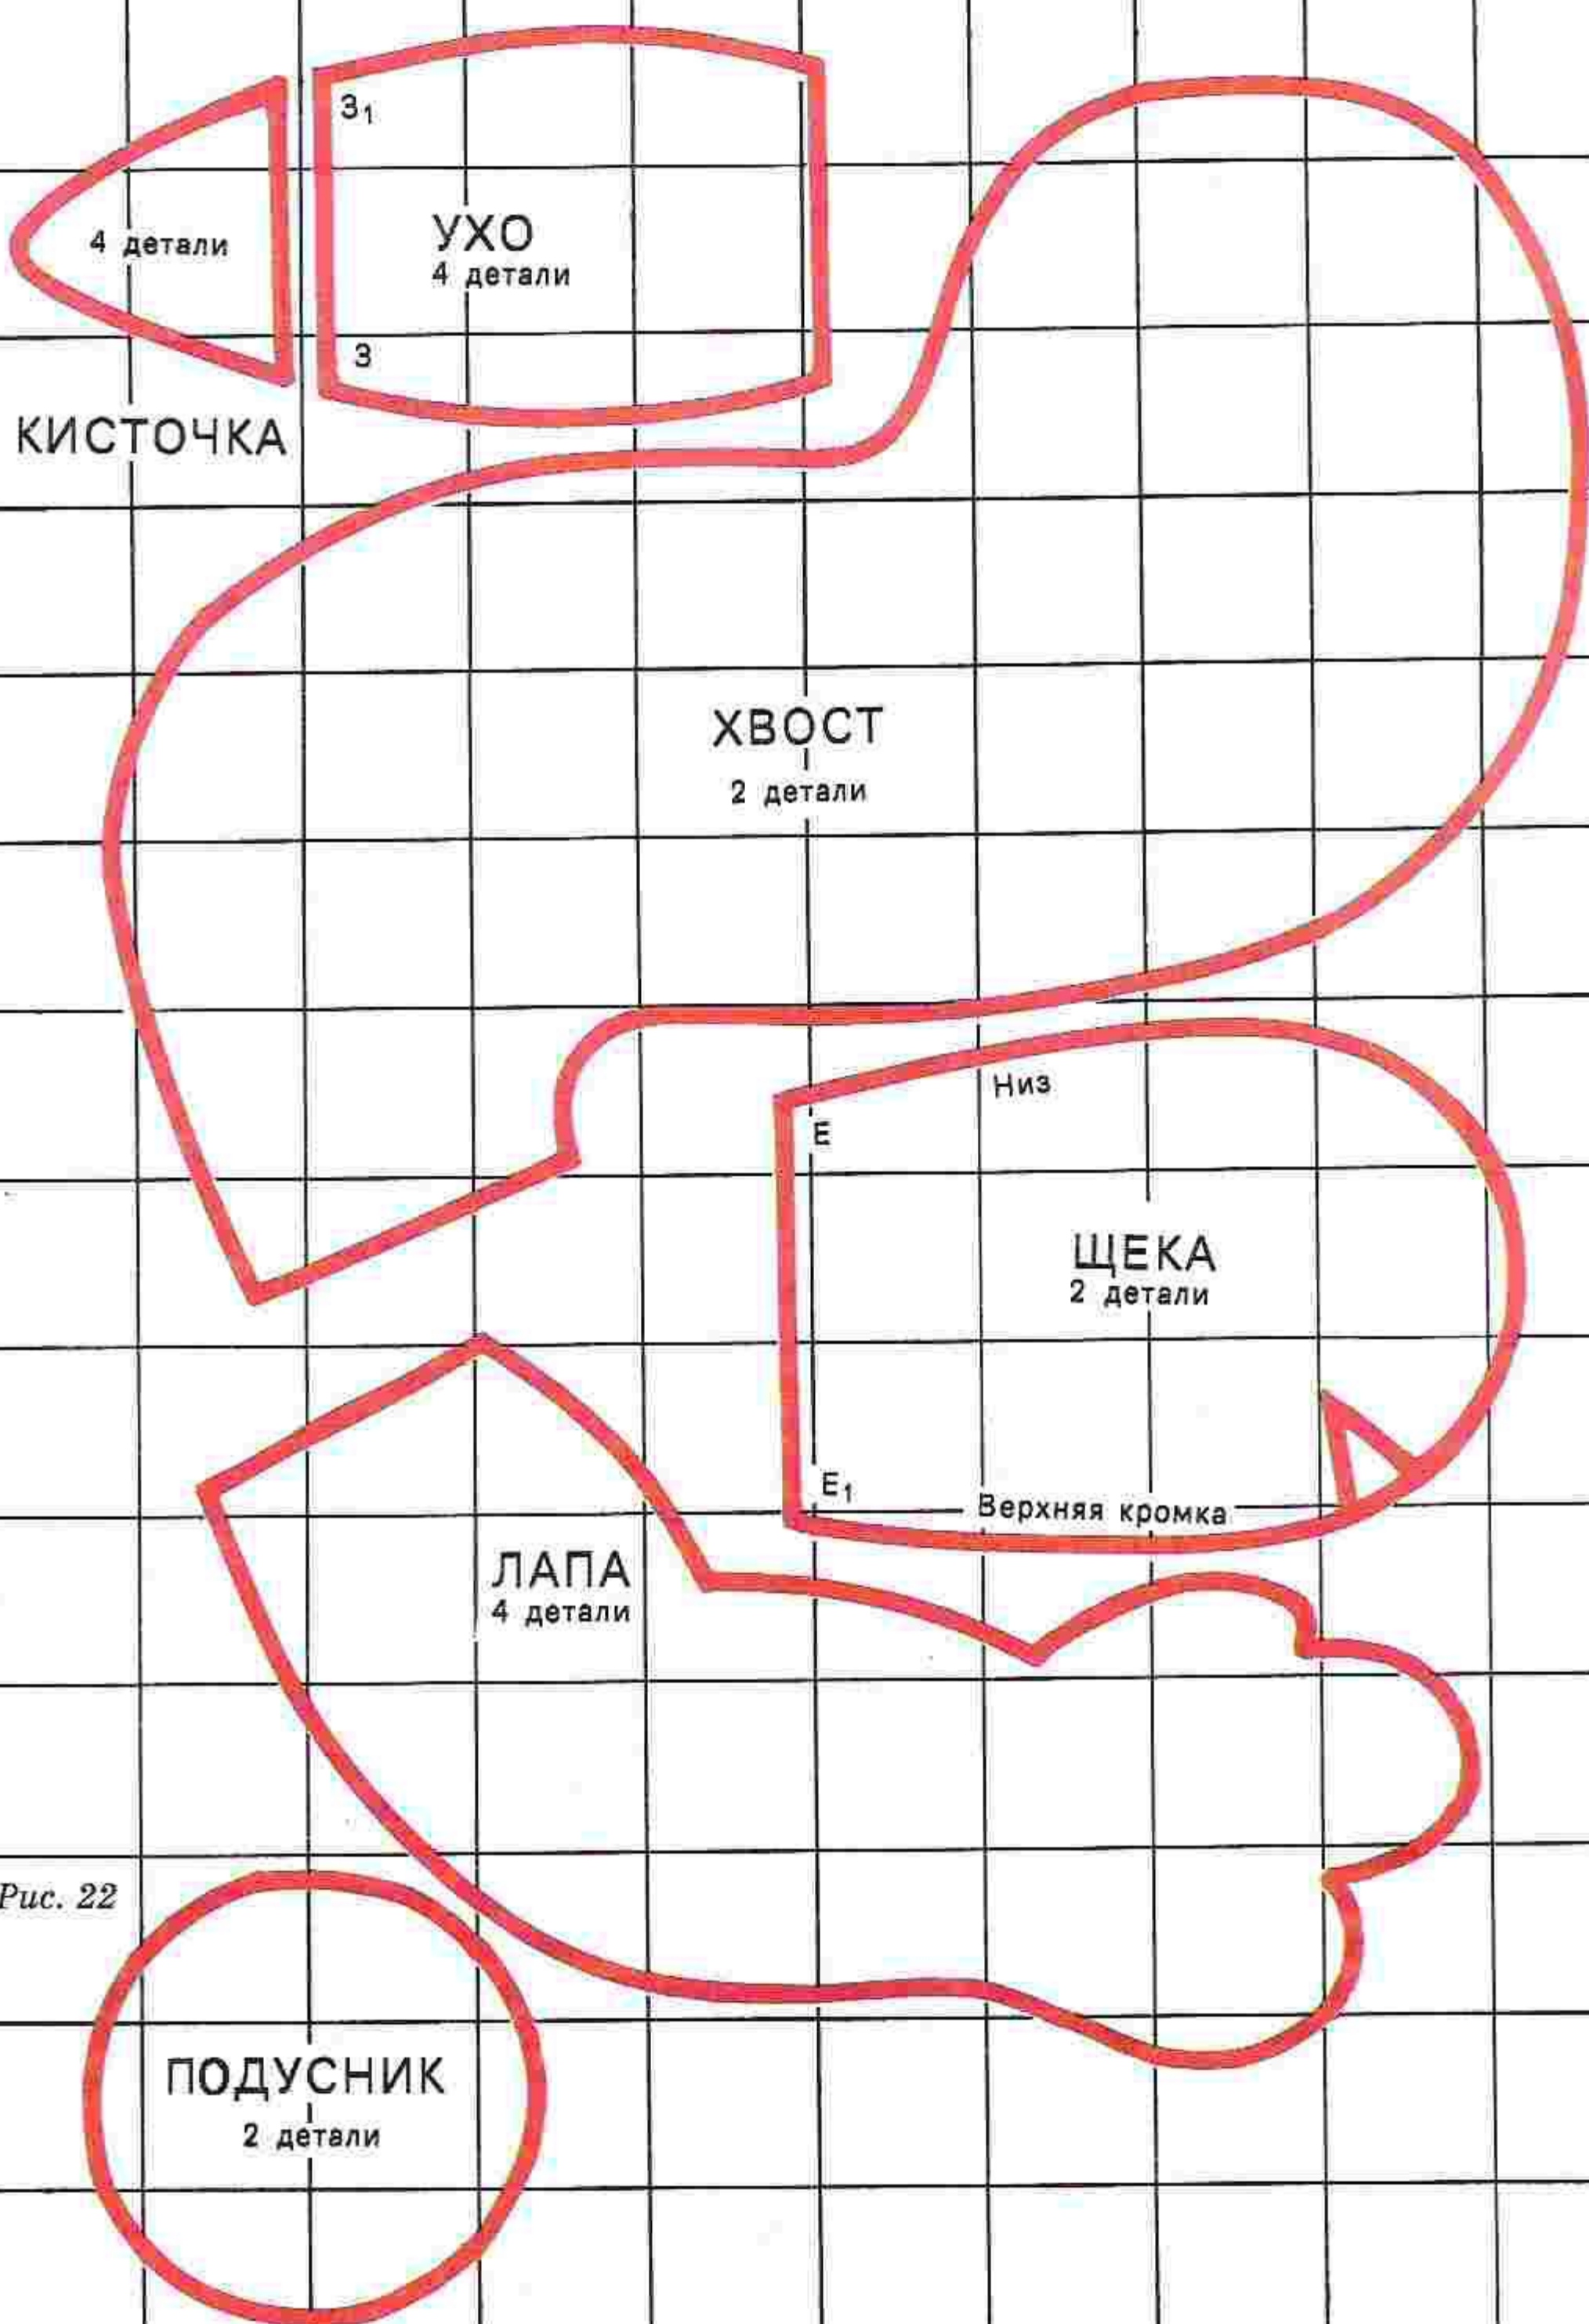 З₁
УХО
4 детали
4 детали
З
КИСТОЧКА
ХВОСТ
2 детали
Низ
Е
ЩЕКА
2 детали
Е₁
Верхняя кромка
ЛАПА
4 детали
Рис. 22
ПОДУСНИК
2 детали